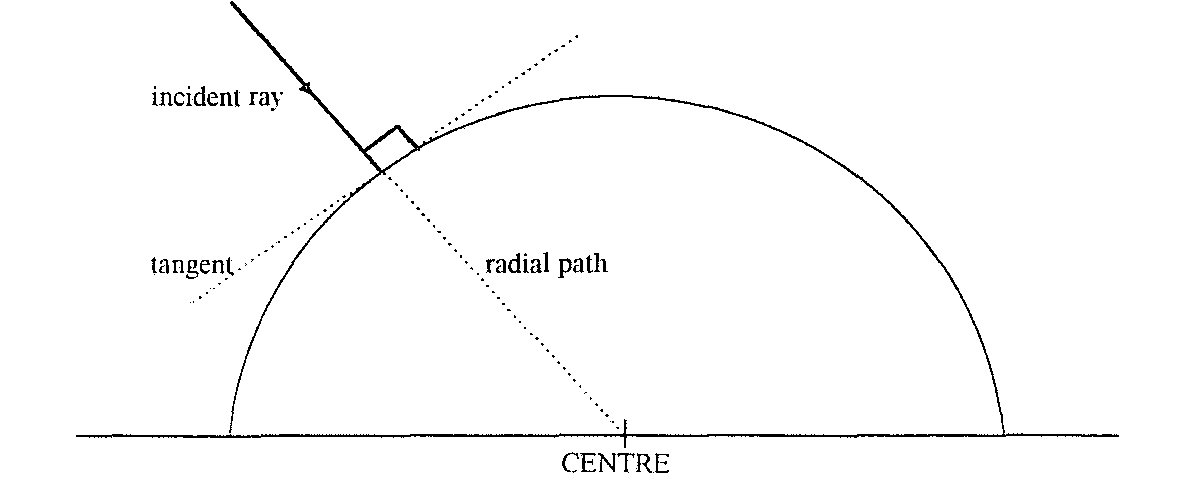 incident ray
tangent
radial path
CENTRE